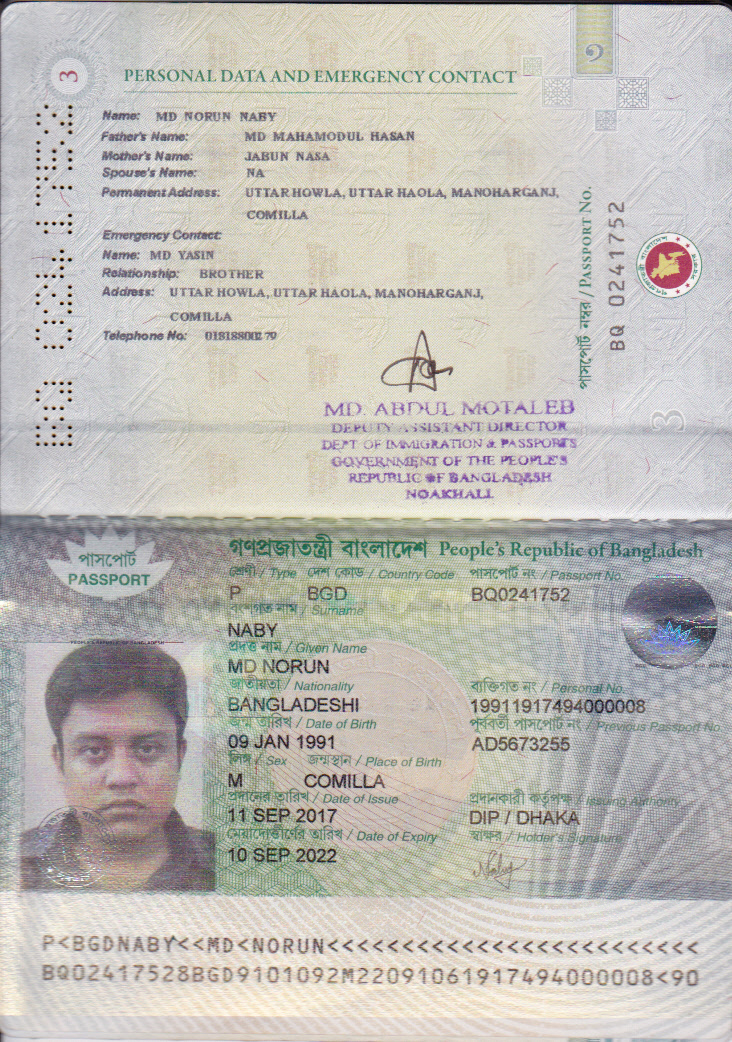 3
PERSONAL DATA AND EMERGENCY CONTACT
১
Name: MD NORUN NABY
Father's Name: MD MAHAMODUL HASAN
Mother's Name: JABUN NASA
Spouse's Name: NA
Permanent Address: UTTAR HOWLA, UTTAR HAOLA, MANOHARGANJ,
COMILLA
Emergency Contact:
Name: MD YASIN
Relationship: BROTHER
Address: UTTAR HOWLA, UTTAR HAOLA, MANOHARGANJ,
COMILLA
Telephone No: 01818800279
পাসপোর্ট নম্বর / PASSPORT No.
BQ 0241752
MD. ABDUL MOTALEB
DEPUTY ASSISTANT DIRECTOR
DEPT OF IMMIGRATION & PASSPORTS
GOVERNMENT OF THE PEOPLE'S
REPUBLIC OF BANGLADESH
NOAKHALI.
3
গণপ্রজাতন্ত্রী বাংলাদেশ People's Republic of Bangladesh
পাসপোর্ট
PASSPORT
শ্রেণী / Type দেশ কোড / Country Code পাসপোর্ট নং / Passport No.
P BGD BQ0241752
বংশগত নাম / Surname
NABY
প্রদত্ত নাম / Given Name
MD NORUN
জাতীয়তা / Nationality ব্যক্তিগত নং / Personal No.
BANGLADESHI 19911917494000008
জন্ম তারিখ / Date of Birth পূর্ববর্তী পাসপোর্ট নং / Previous Passport No.
09 JAN 1991 AD5673255
লিঙ্গ / Sex জন্মস্থান / Place of Birth
M COMILLA
প্রদানের তারিখ / Date of Issue প্রদানকারী কর্তৃপক্ষ / Issuing Authority
11 SEP 2017 DIP / DHAKA
মেয়াদোত্তীর্ণের তারিখ / Date of Expiry স্বাক্ষর / Holder's Signature
10 SEP 2022
P<BGDNABY<<MD<NORUN<<<<<<<<<<<<<<<<<<<<<<<<<
BQ02417528BGD9101092M220910619174940000008<90